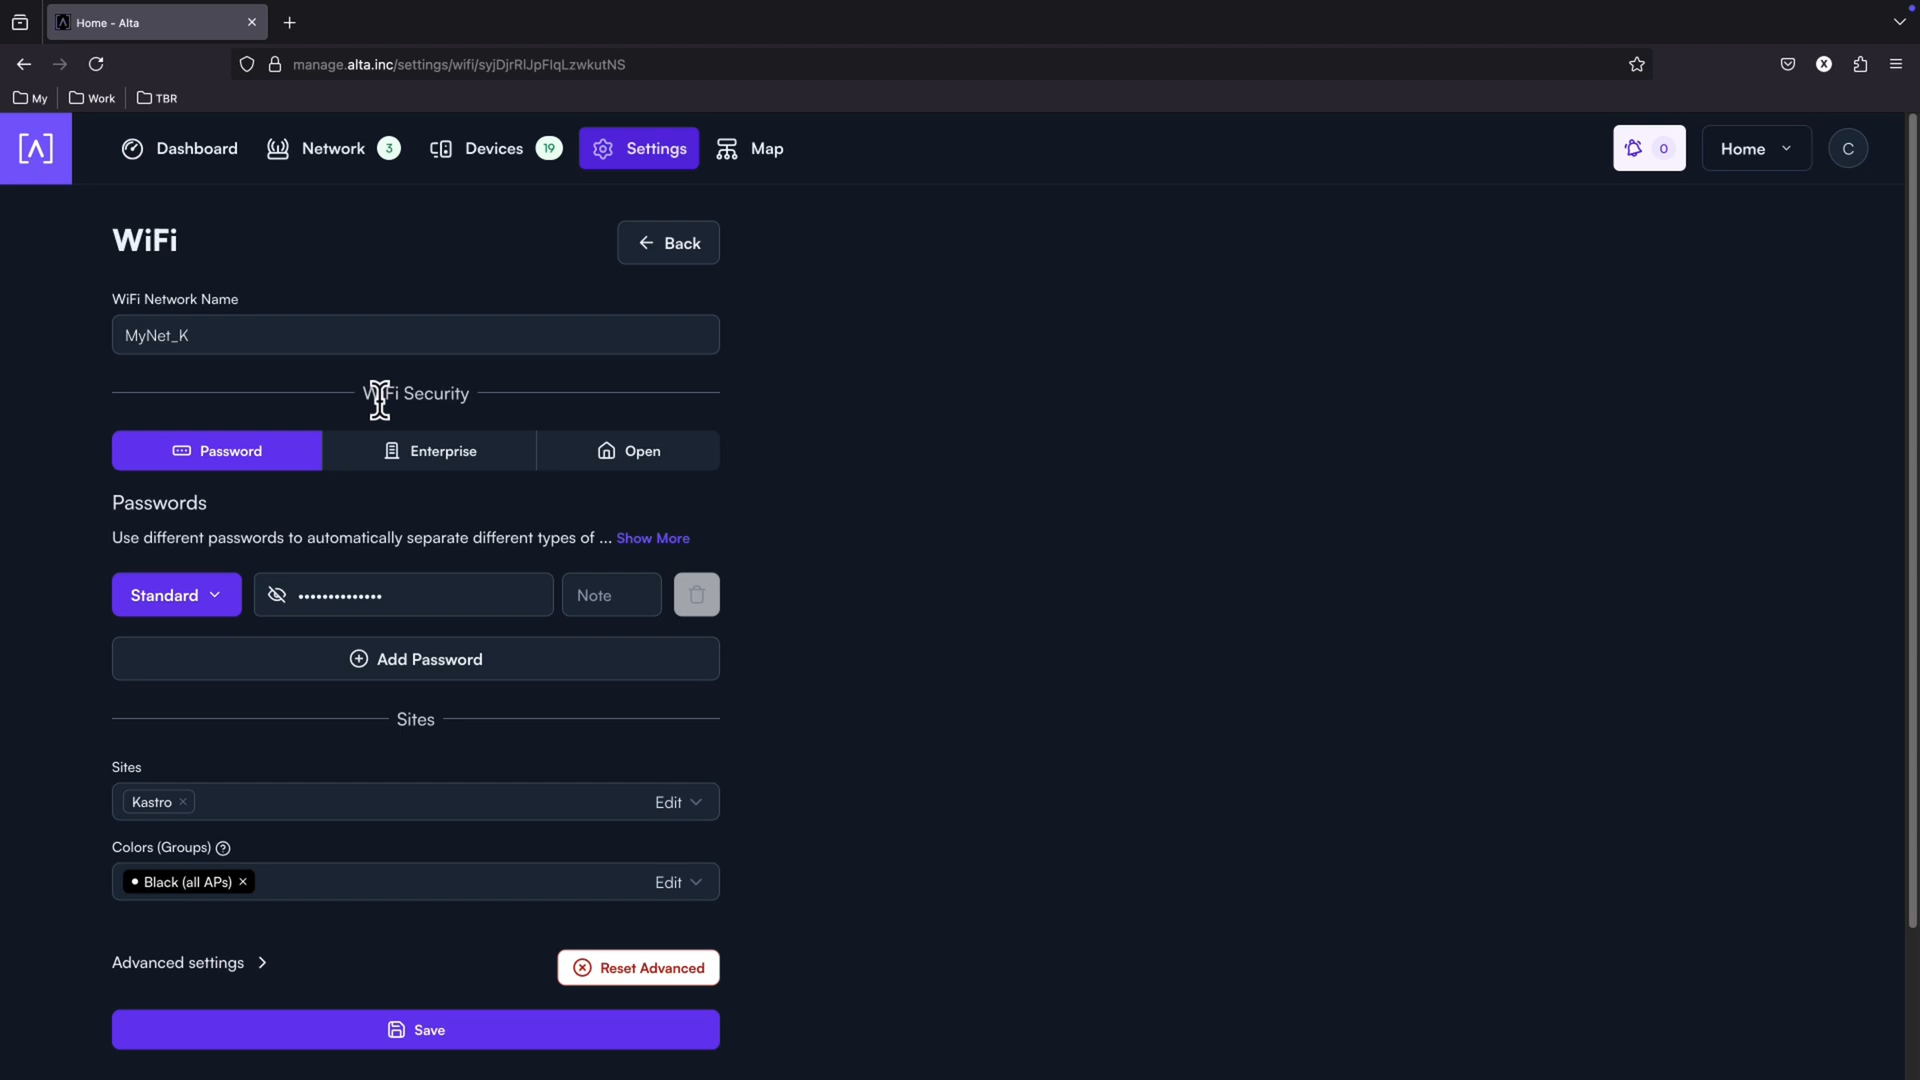 Home - Alta
manage.alta.inc/settings/wifi/syjDjrRlJpFlqLzwkutNS
My
Work
TBR
X
Dashboard
Network 3
Devices 19
Settings
Map
0
Home
C
WiFi
Back
WiFi Network Name
MyNet_K
WiFi Security
Password
Enterprise
Open
Passwords
Use different passwords to automatically separate different types of ... Show More
Standard
••••••••••••••
Note
Add Password
Sites
Sites
Kastro
Edit
Colors (Groups)
Black (all APs)
Edit
Advanced settings
Reset Advanced
Save